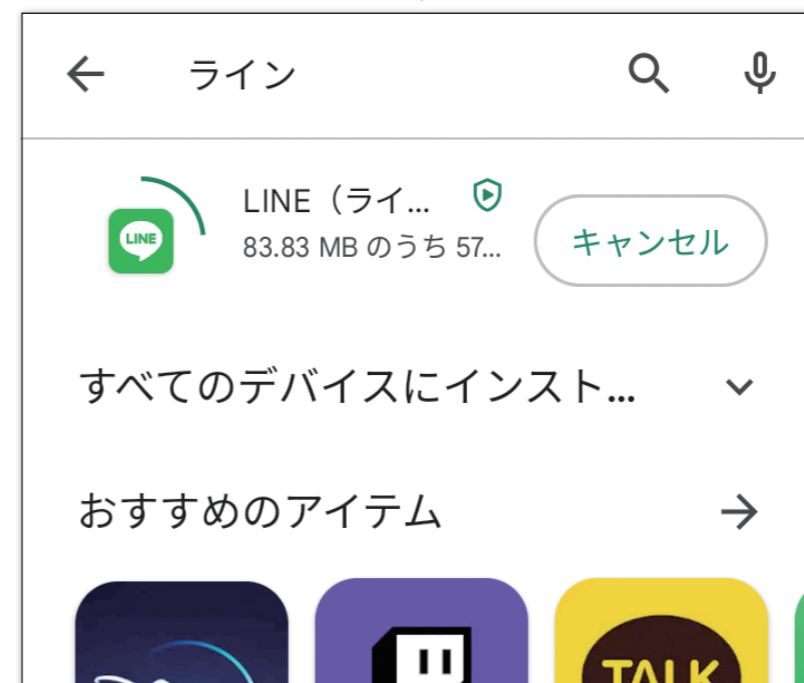 ライン
LINE（ライ...
LINE
83.83 MB のうち 57...
キャンセル
すべてのデバイスにインスト...
おすすめのアイテム
TALK